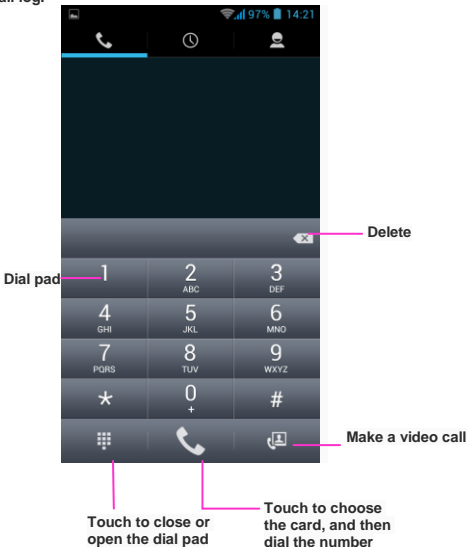 all log.
97% 14:21
Delete
Dial pad
1 2 3
ABC DEF
4 5 6
GHI JKL MNO
7 8 9
PQRS TUV WXYZ
* 0 #
+
Make a video call
Touch to close or
open the dial pad
Touch to choose
the card, and then
dial the number